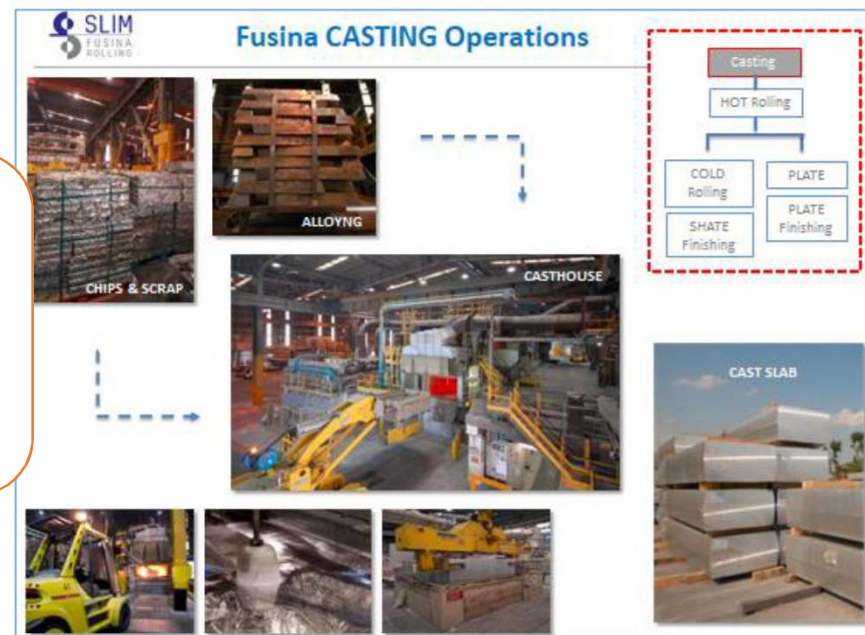 SLIM
FUSINA
ROLLING
Fusina CASTING Operations
Casting
HOT Rolling
COLD
Rolling
PLATE
SHATE
Finishing
PLATE
Finishing
ALLOYNG
CHIPS & SCRAP
CASTHOUSE
CAST SLAB